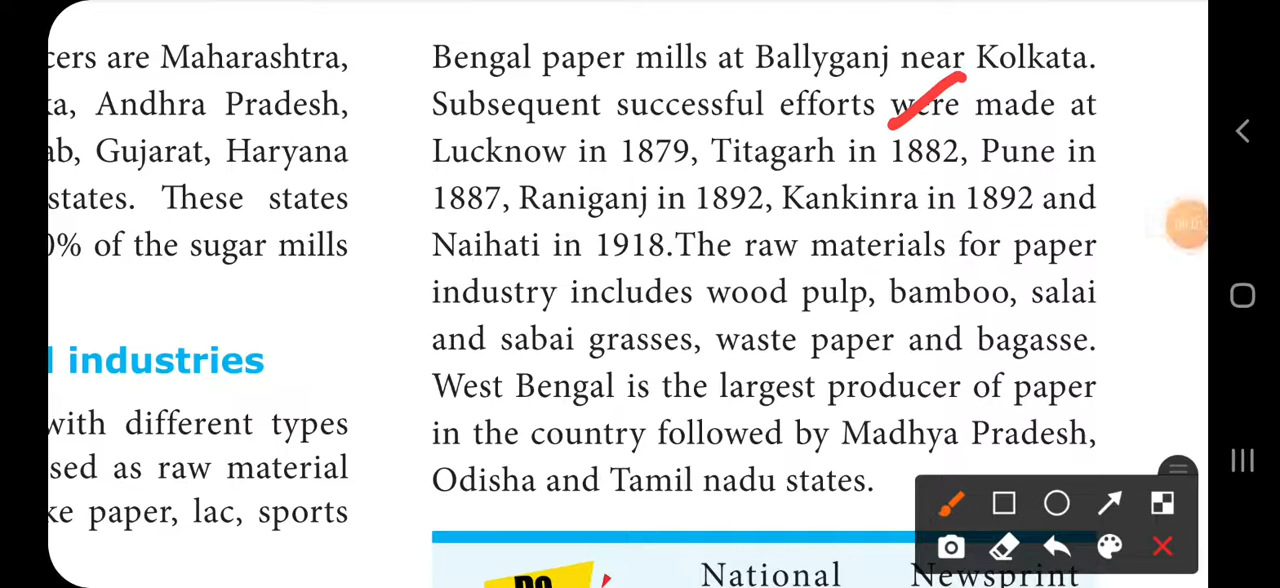 cers are Maharashtra,
ka, Andhra Pradesh,
ab, Gujarat, Haryana
states. These states
0% of the sugar mills
l industries
with different types
sed as raw material
ke paper, lac, sports
Bengal paper mills at Ballyganj near Kolkata.
Subsequent successful efforts were made at
Lucknow in 1879, Titagarh in 1882, Pune in
1887, Raniganj in 1892, Kankinra in 1892 and
Naihati in 1918.The raw materials for paper
industry includes wood pulp, bamboo, salai
and sabai grasses, waste paper and bagasse.
West Bengal is the largest producer of paper
in the country followed by Madhya Pradesh,
Odisha and Tamil nadu states.
DO
National Newsprint